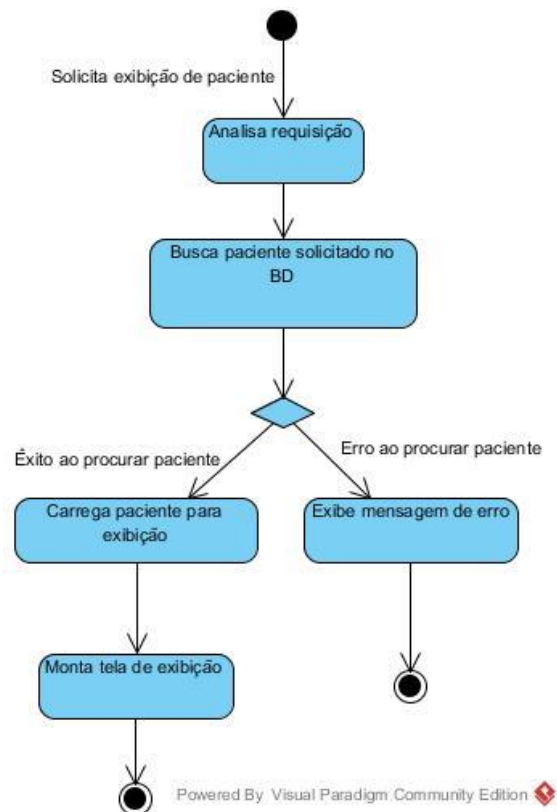 Solicita exibição de paciente
Analisa requisição
Busca paciente solicitado no
BD
Êxito ao procurar paciente
Erro ao procurar paciente
Carrega paciente para
exibição
Exibe mensagem de erro
Monta tela de exibição
Powered By Visual Paradigm Community Edition